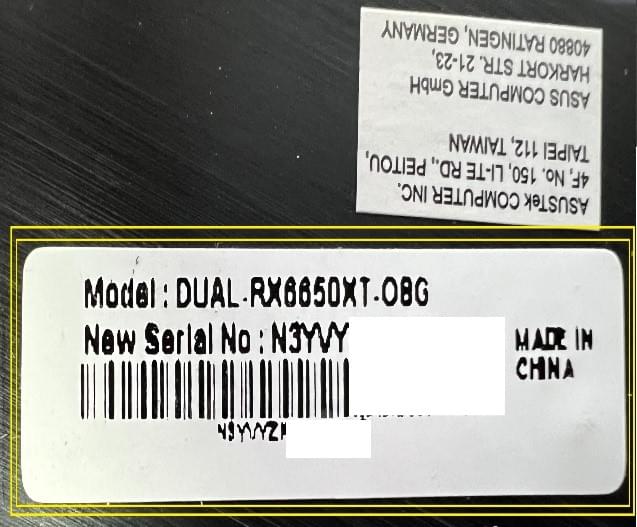 ASUSTeK COMPUTER INC.
4F, No. 150, LI-TE RD., PEITOU,
TAIPEI 112, TAIWAN
ASUS COMPUTER GmbH
HARKORT STR. 21-23,
40880 RATINGEN, GERMANY
Model : DUAL-RX6650XT-O8G
New Serial No : N3YVY
MADE IN
CHINA
N3YVYZ